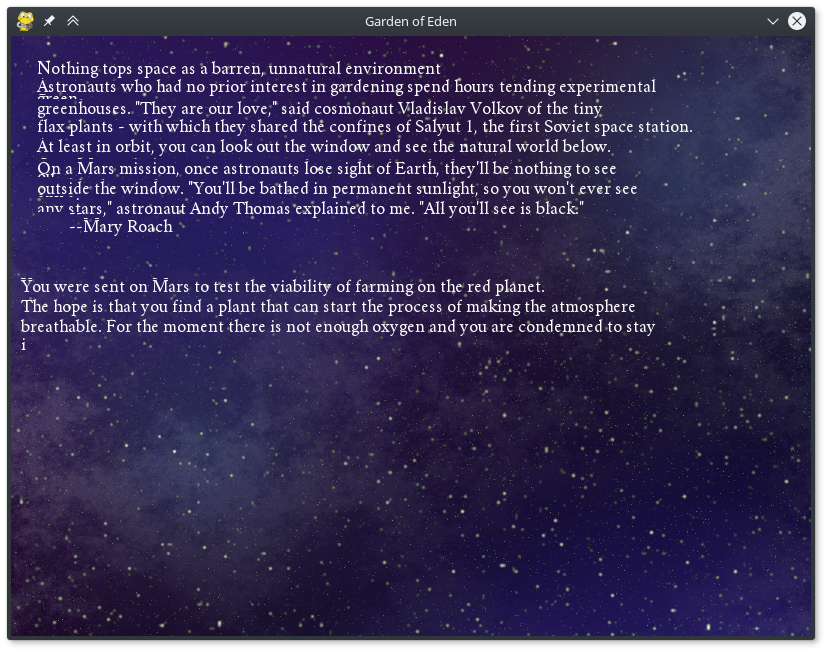 Garden of Eden
Nothing tops space as a barren, unnatural environment
Astronauts who had no prior interest in gardening spend hours tending experimental
greenhouses. "They are our love," said cosmonaut Vladislav Volkov of the tiny
flax plants - with which they shared the confines of Salyut 1, the first Soviet space station.
At least in orbit, you can look out the window and see the natural world below.
On a Mars mission, once astronauts lose sight of Earth, they'll be nothing to see
outside the window. "You'll be bathed in permanent sunlight, so you won't ever see
any stars," astronaut Andy Thomas explained to me. "All you'll see is black."
--Mary Roach
You were sent on Mars to test the viability of farming on the red planet.
The hope is that you find a plant that can start the process of making the atmosphere
breathable. For the moment there is not enough oxygen and you are condemned to stay
i